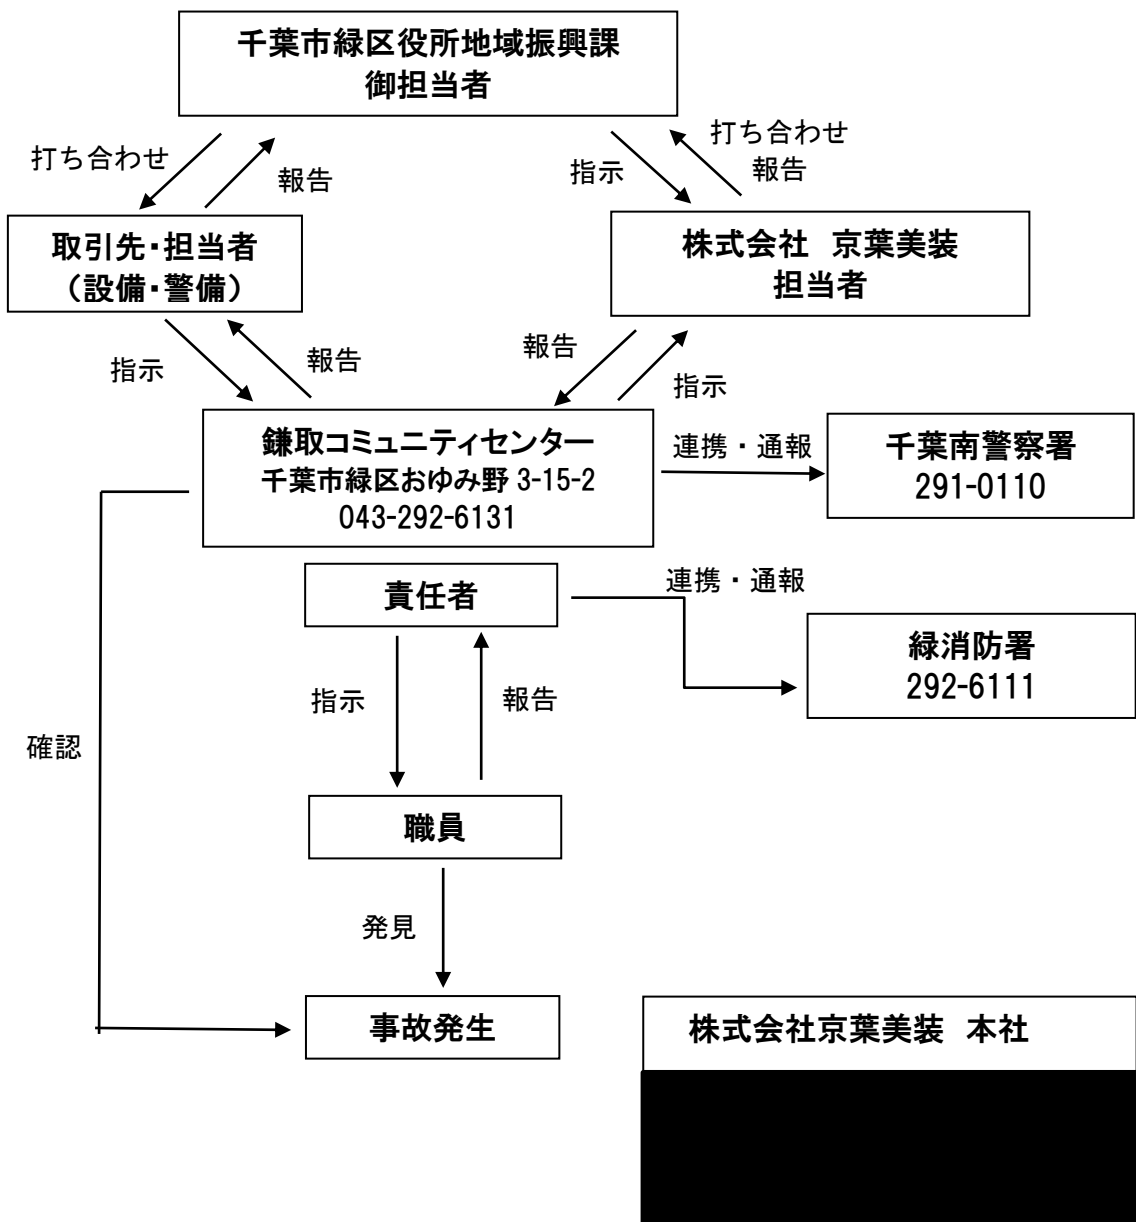 千葉市緑区役所地域振興課
御担当者
打ち合わせ
報告
指示
打ち合わせ
報告
取引先・担当者
（設備・警備）
株式会社 京葉美装
担当者
指示
報告
報告
指示
鎌取コミュニティセンター
千葉市緑区おゆみ野 3-15-2
043-292-6131
連携・通報
千葉南警察署
291-0110
責任者
連携・通報
緑消防署
292-6111
指示
報告
確認
職員
発見
事故発生
株式会社京葉美装 本社